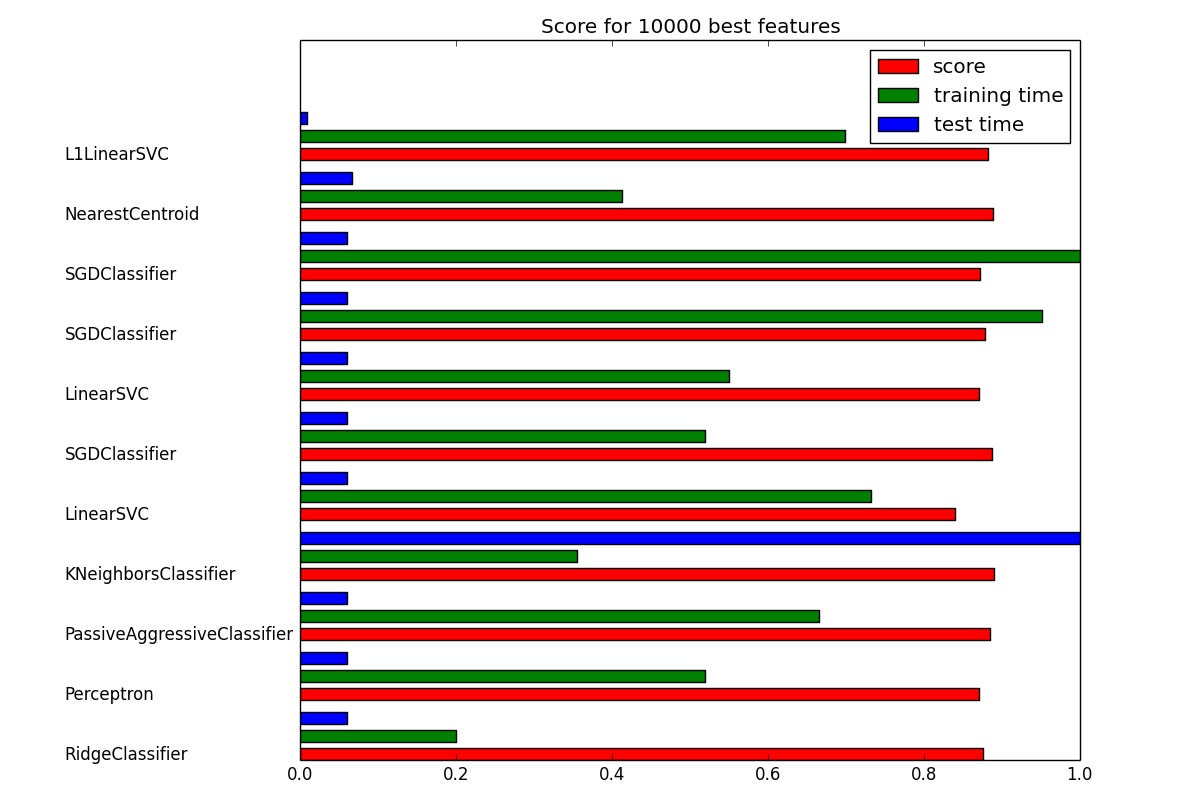 Score for 10000 best features
score
training time
test time
L1LinearSVC
NearestCentroid
SGDClassifier
SGDClassifier
LinearSVC
SGDClassifier
LinearSVC
KNeighborsClassifier
PassiveAggressiveClassifier
Perceptron
RidgeClassifier
0.0 0.2 0.4 0.6 0.8 1.0